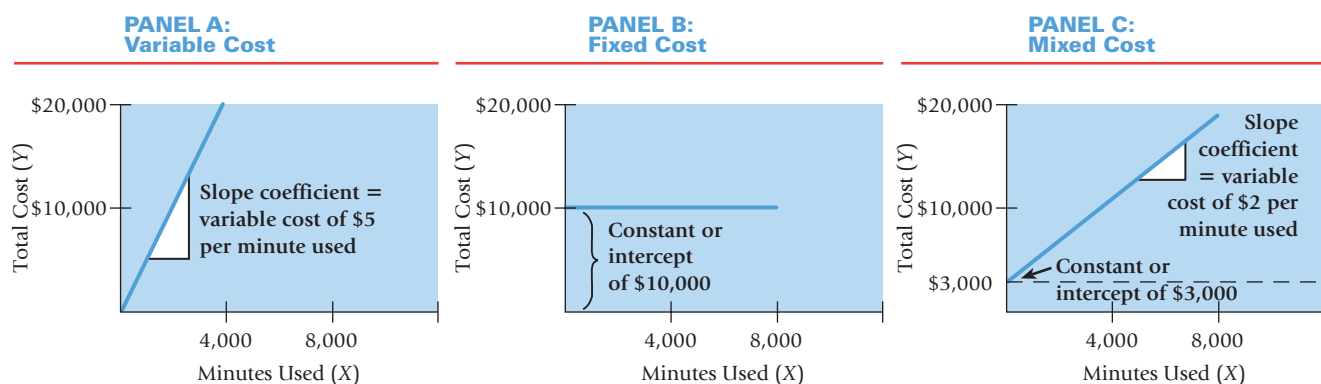 PANEL A:
Variable Cost
$20,000
$10,000
Total Cost (Y)
Slope coefficient =
variable cost of $5
per minute used
4,000 8,000
Minutes Used (X)
PANEL B:
Fixed Cost
$20,000
$10,000
Total Cost (Y)
Constant or
intercept
of $10,000
4,000 8,000
Minutes Used (X)
PANEL C:
Mixed Cost
$20,000
$10,000
$3,000
Total Cost (Y)
Slope
coefficient
= variable
cost of $2 per
minute used
Constant or
intercept of $3,000
4,000 8,000
Minutes Used (X)